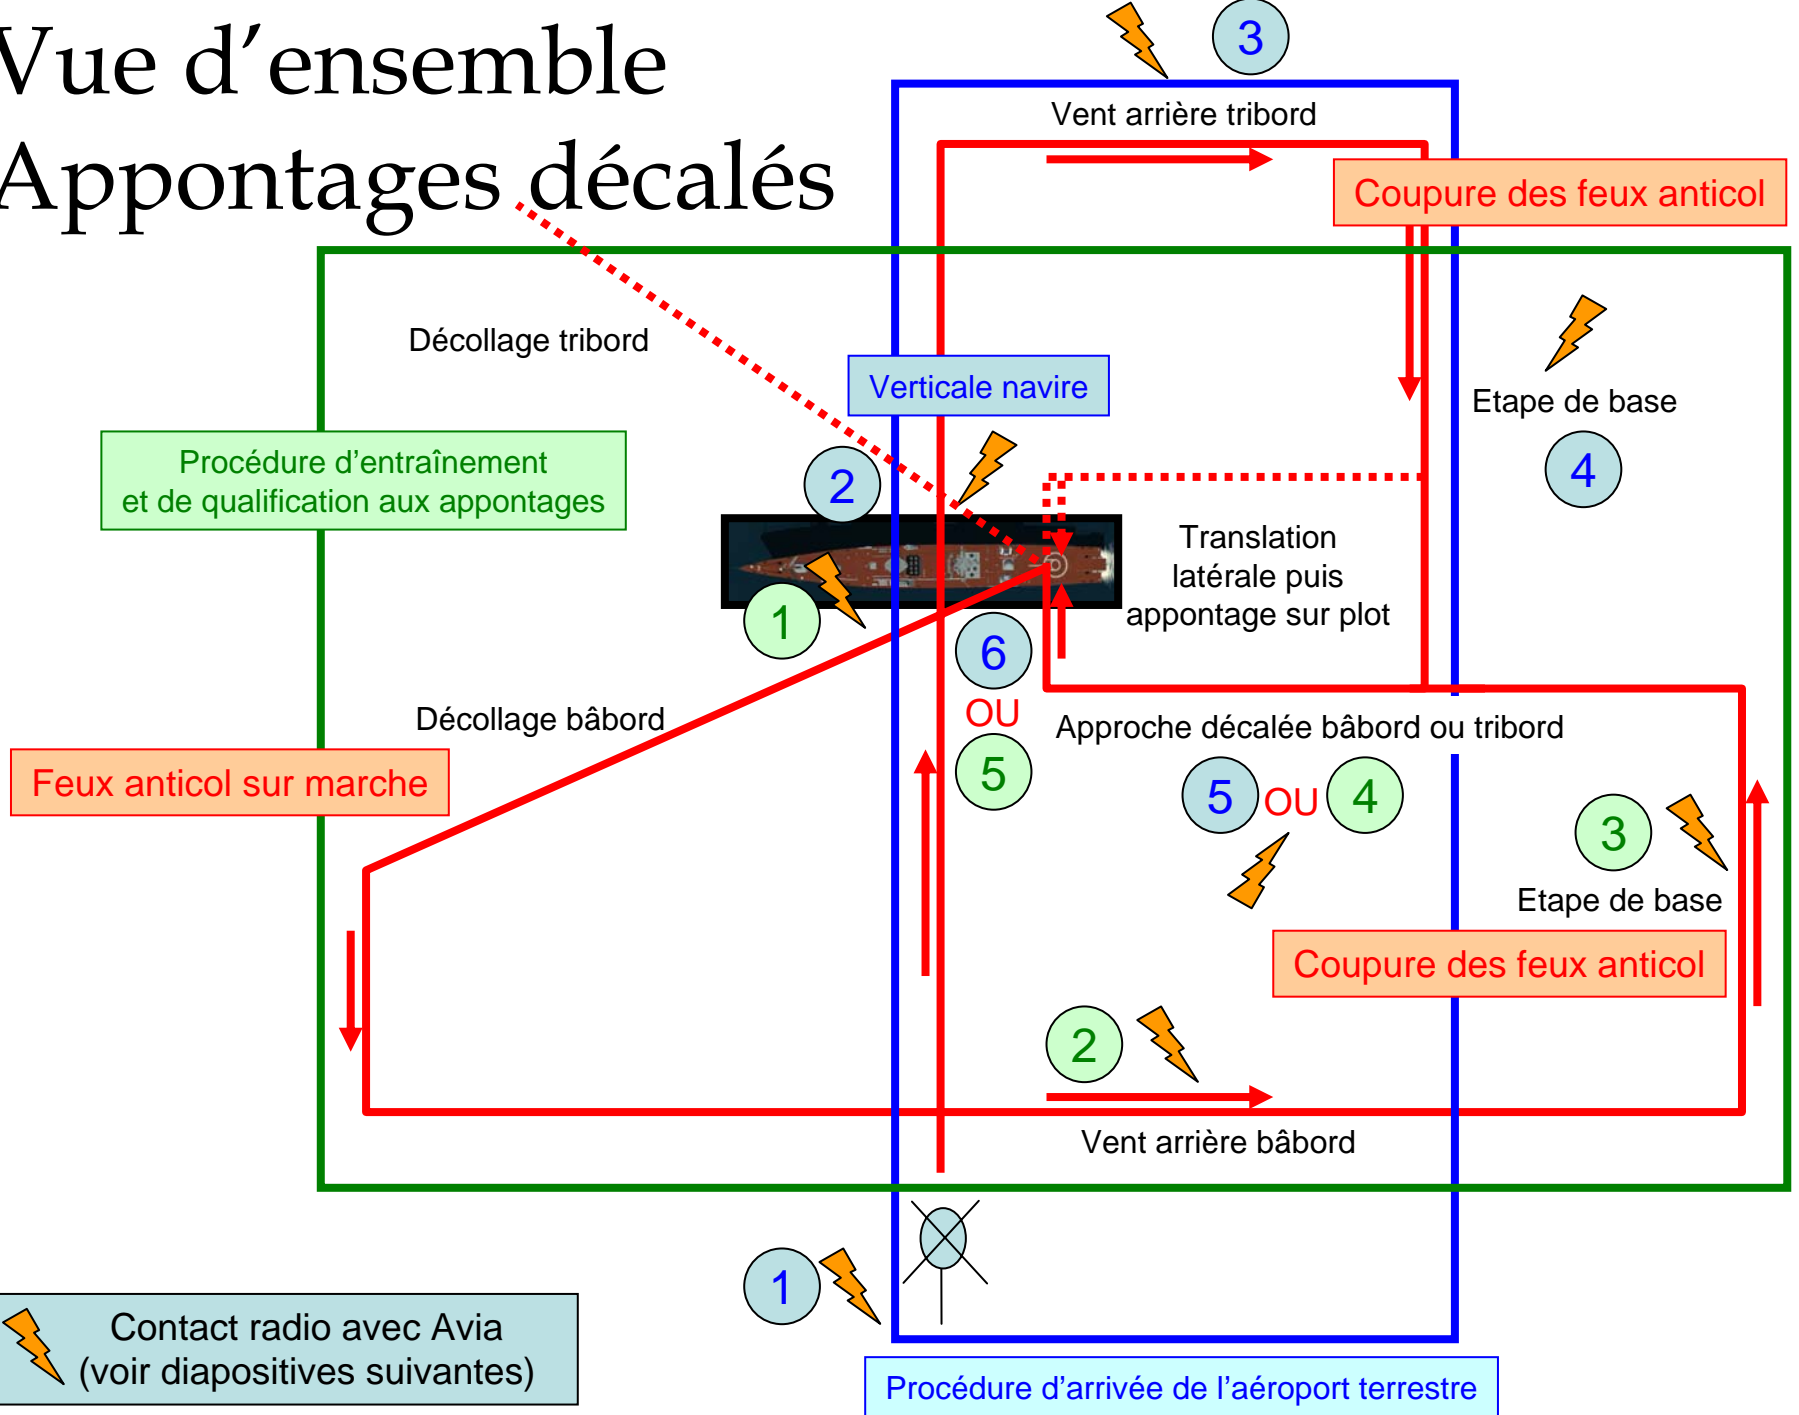 Vue d'ensemble
Appontages décalés
3
Vent arrière tribord
Coupure des feux anticol
Décollage tribord
Verticale navire
Etape de base
4
Procédure d'entraînement
et de qualification aux appontages
2
Translation
latérale puis
appontage sur plot
1
6
OU
5
Décollage bâbord
Approche décalée bâbord ou tribord
Feux anticol sur marche
5 OU 4
3
Etape de base
Coupure des feux anticol
2
Vent arrière bâbord
1
Contact radio avec Avia
(voir diapositives suivantes)
Procédure d'arrivée de l'aéroport terrestre